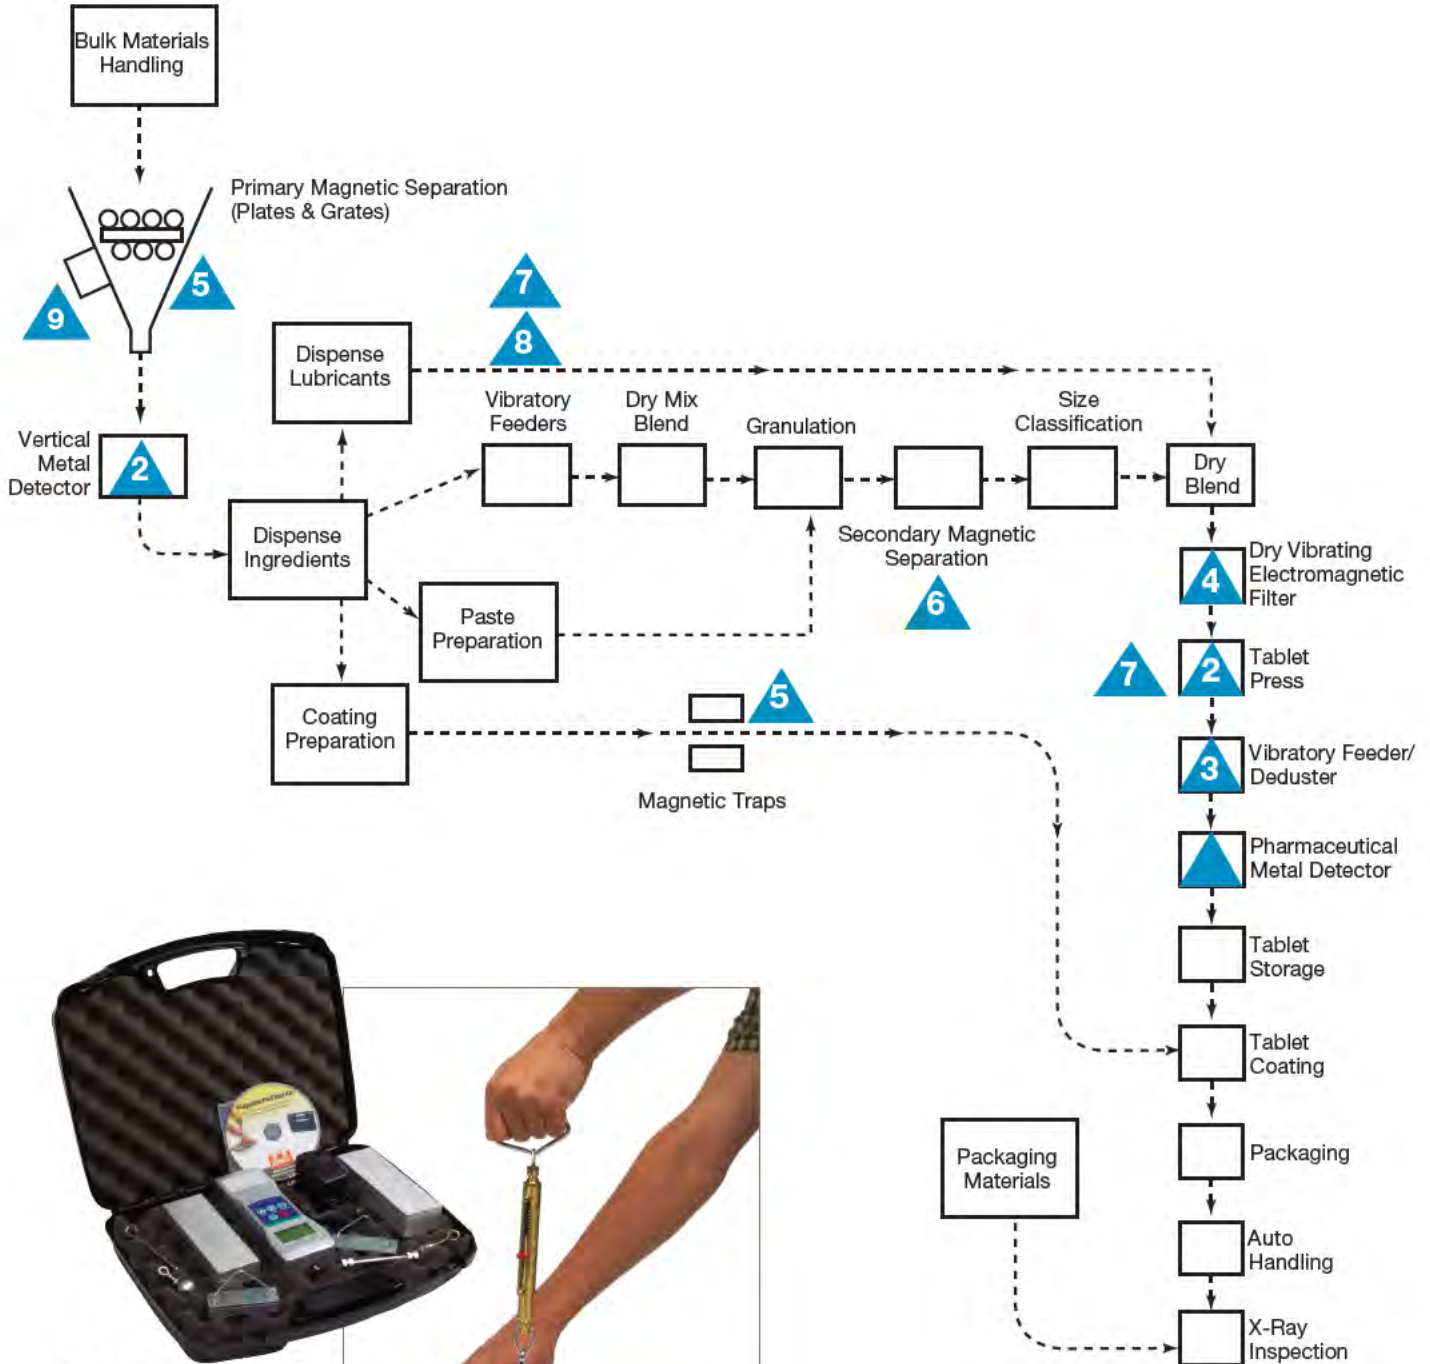 Bulk Materials
Handling
Primary Magnetic Separation
(Plates & Grates)
9
5
7
8
Dispense
Lubricants
Vibratory
Feeders
Dry Mix
Blend
Granulation
Size
Classification
Vertical
Metal
Detector
2
Dry
Blend
Dispense
Ingredients
Secondary Magnetic
Separation
6
Dry Vibrating
Electromagnetic
Filter
4
Paste
Preparation
7
2
Tablet
Press
Coating
Preparation
5
Magnetic Traps
3
Vibratory Feeder/
Deduster
Pharmaceutical
Metal Detector
Tablet
Storage
Tablet
Coating
Packaging
Materials
Packaging
Auto
Handling
X-Ray
Inspection